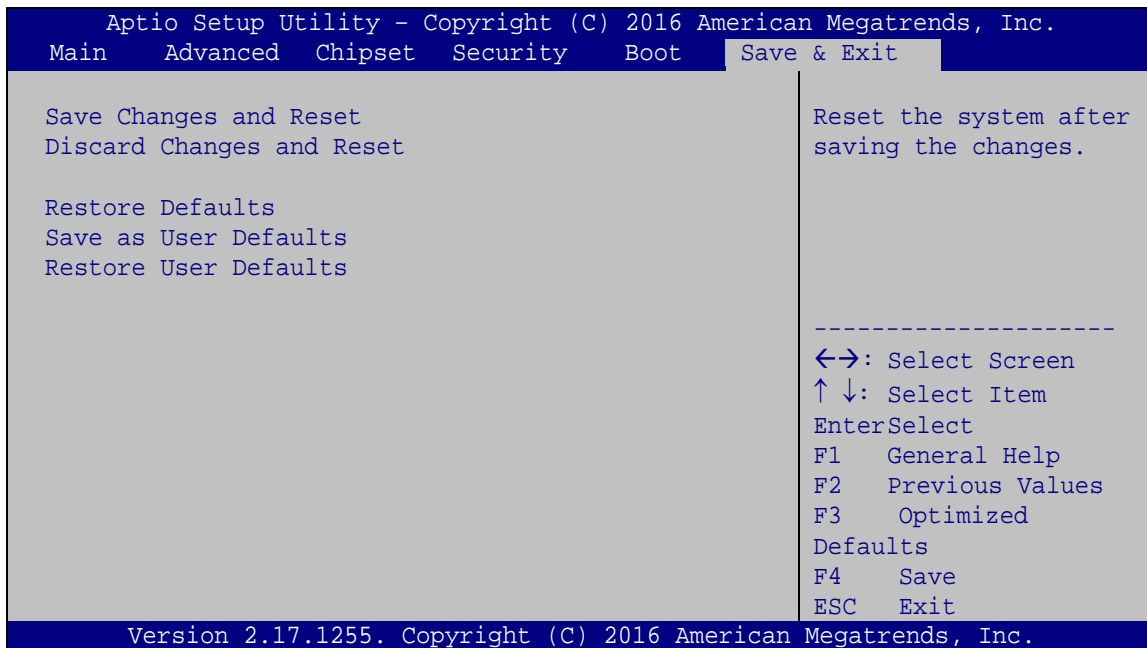 Aptio Setup Utility – Copyright (C) 2016 American Megatrends, Inc.
Main Advanced Chipset Security Boot Save & Exit
Save Changes and Reset
Discard Changes and Reset
Restore Defaults
Save as User Defaults
Restore User Defaults
Reset the system after
saving the changes.
---------------------
←→: Select Screen
↑ ↓: Select Item
EnterSelect
F1 General Help
F2 Previous Values
F3 Optimized
Defaults
F4 Save
ESC Exit
Version 2.17.1255. Copyright (C) 2016 American Megatrends, Inc.